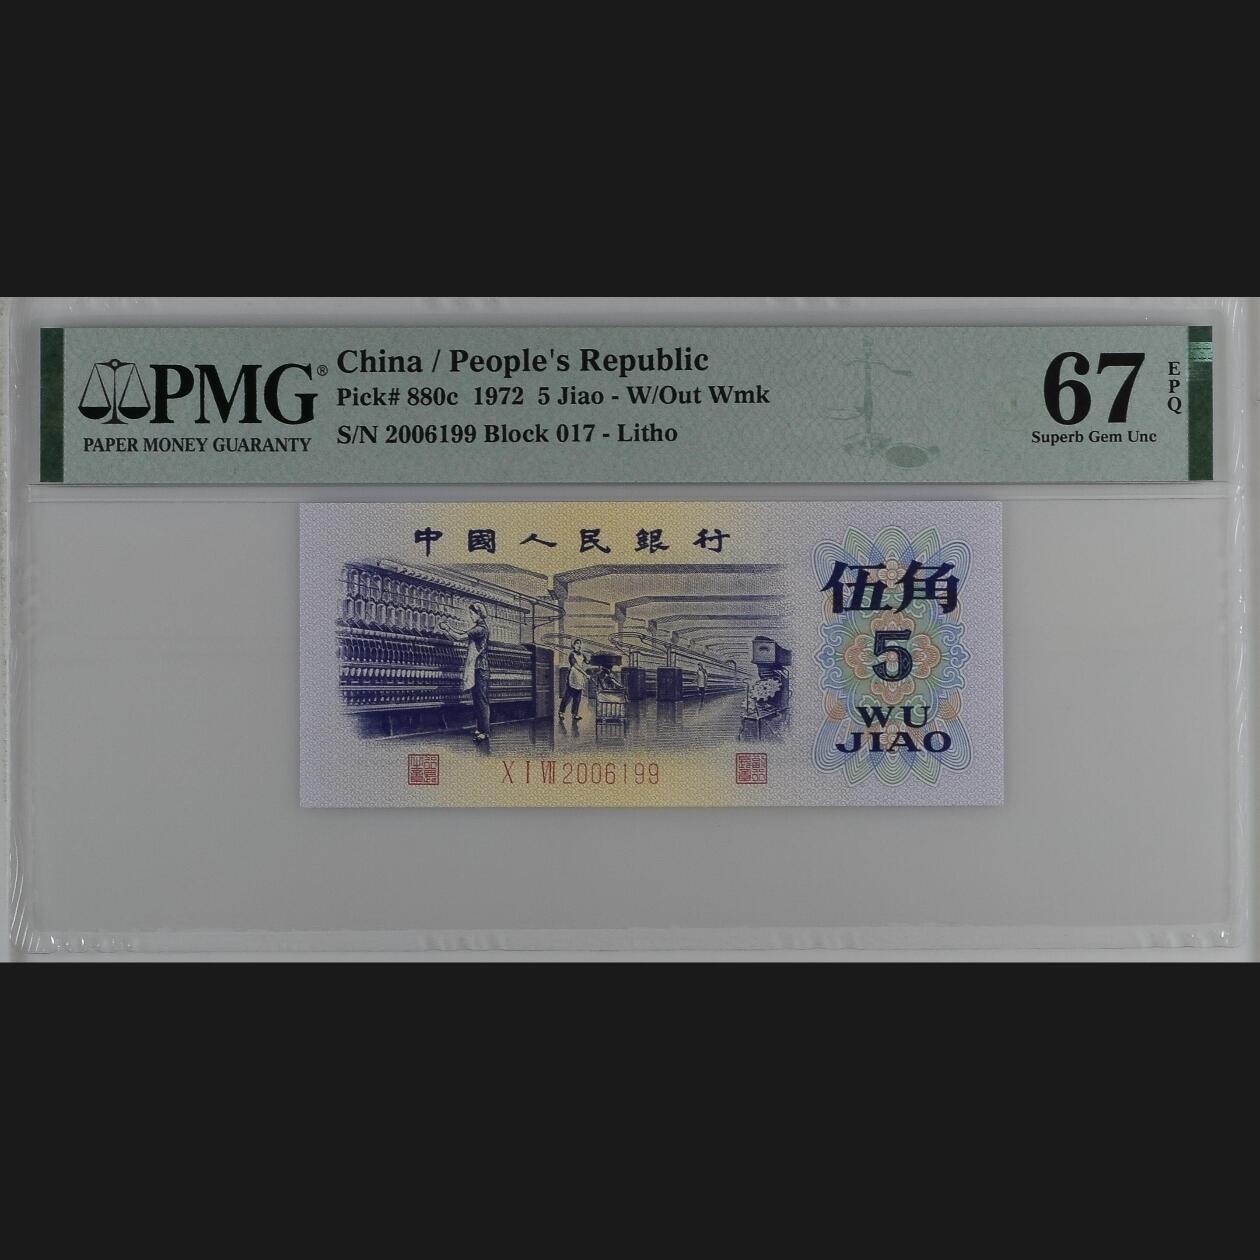 PMG®
PAPER MONEY GUARANTY
China / People's Republic
Pick# 880c 1972 5 Jiao - W/Out Wmk
S/N 2006199 Block 017 - Litho
67
EPQ
Superb Gem Unc
中國人民銀行
伍角
5
WU
JIAO
X I VII 2006199